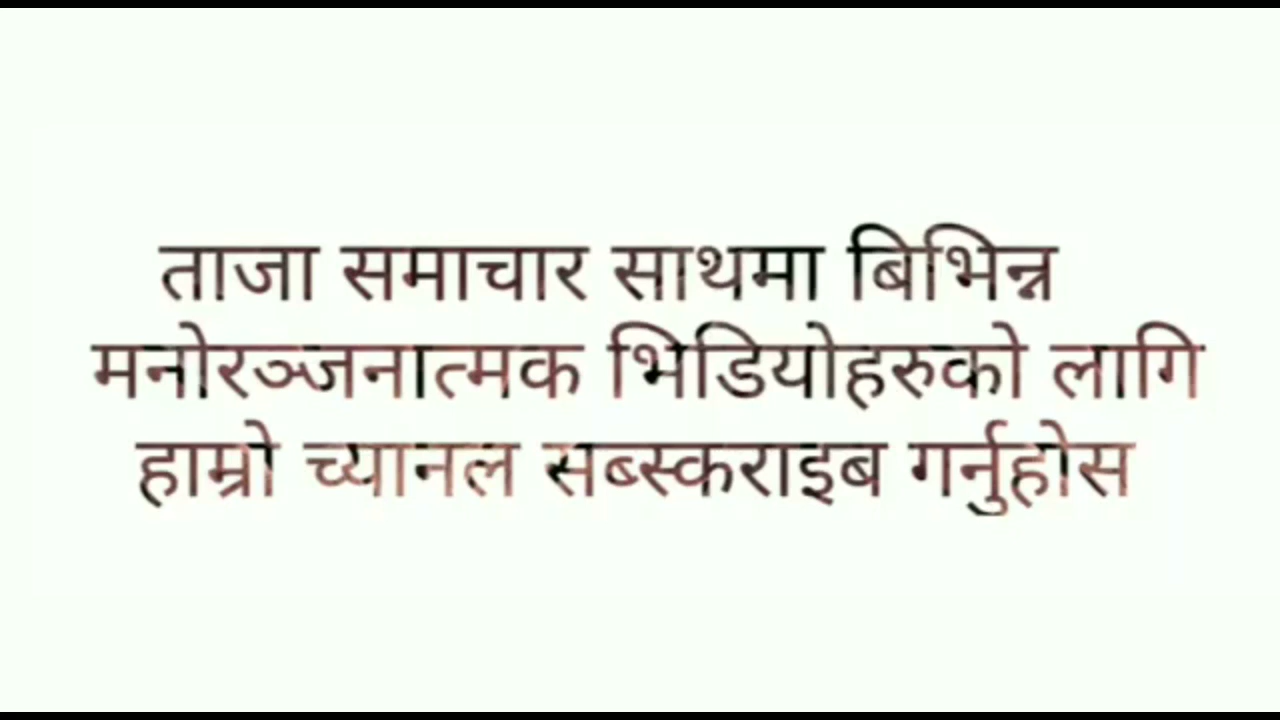 ताजा समाचार साथमा बिभिन्न
मनोरञ्जनात्मक भिडियोहरुको लागि
हाम्रो च्यानल सब्स्कराइब गर्नुहोस